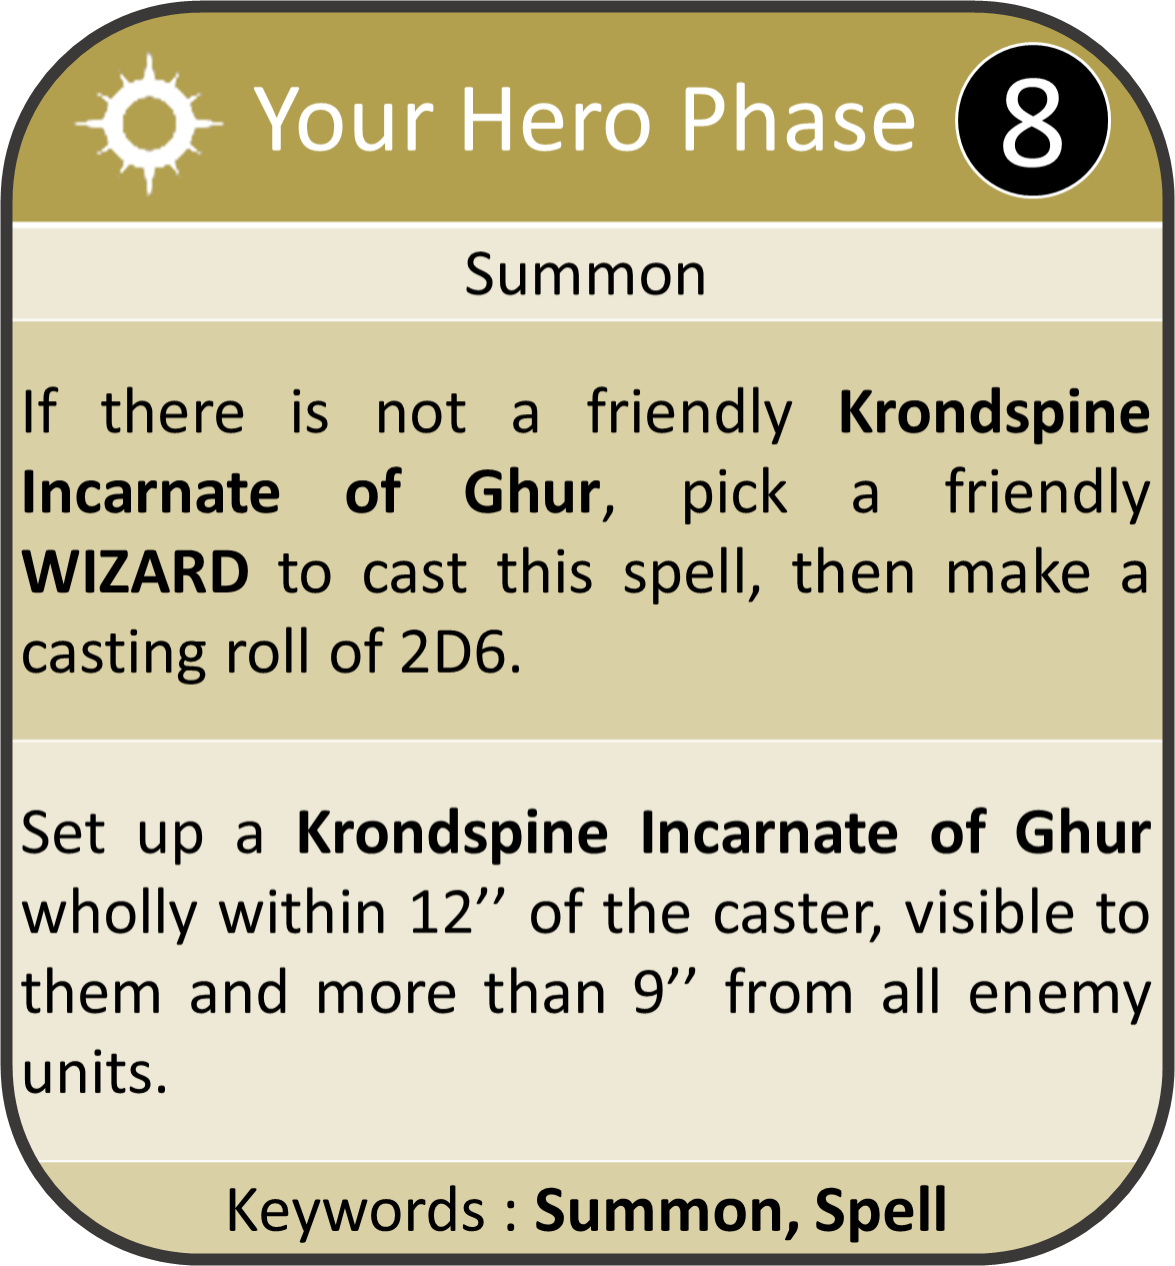 Your Hero Phase 8
Summon
If there is not a friendly Krondspine
Incarnate of Ghur, pick a friendly
WIZARD to cast this spell, then make a
casting roll of 2D6.
Set up a Krondspine Incarnate of Ghur
wholly within 12’’ of the caster, visible to
them and more than 9’’ from all enemy
units.
Keywords : Summon, Spell